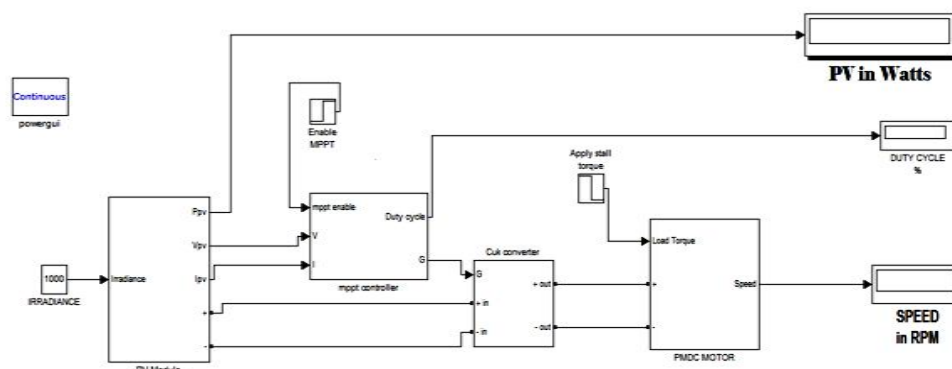 PV in Watts
Continuous
powergui
Enable
MPPT
DUTY CYCLE
%
Apply stall
torque
Ppv
Vpv
Ipv
+
-
Irradiance
1000
IRRADIANCE
PV Module
mppt enable
V
I
Duty cycle
G
mppt controller
Cuk converter
G
+ in
- in
+ out
- out
Load Torque
+
-
Speed
PMDC MOTOR
SPEED
in RPM